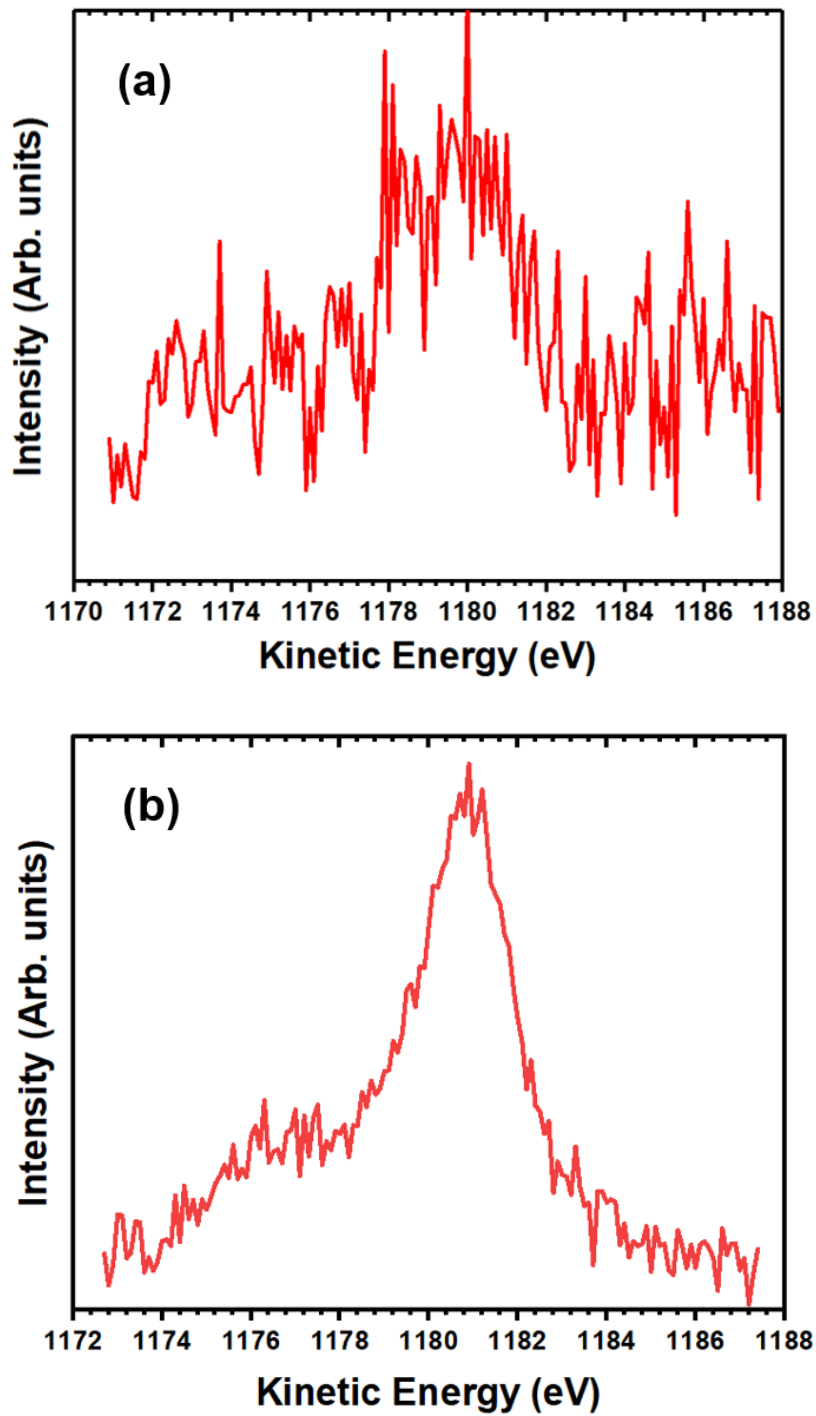 (a)
Intensity (Arb. units)
1170 1172 1174 1176 1178 1180 1182 1184 1186 1188
Kinetic Energy (eV)
(b)
Intensity (Arb. units)
1172 1174 1176 1178 1180 1182 1184 1186 1188
Kinetic Energy (eV)